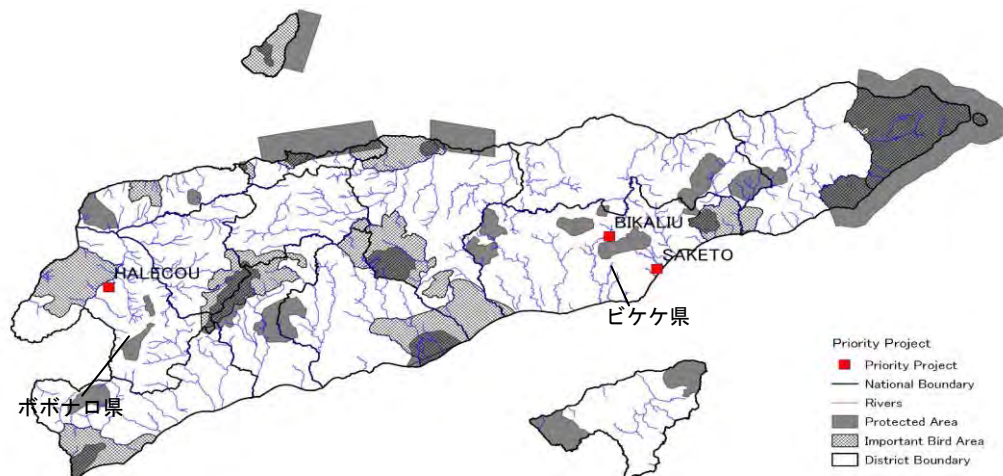 BIKALIU
SAKETO
HALECOU
ビケケ県
ボボナロ県
Priority Project
Priority Project
National Boundary
Rivers
Protected Area
Important Bird Area
District Boundary